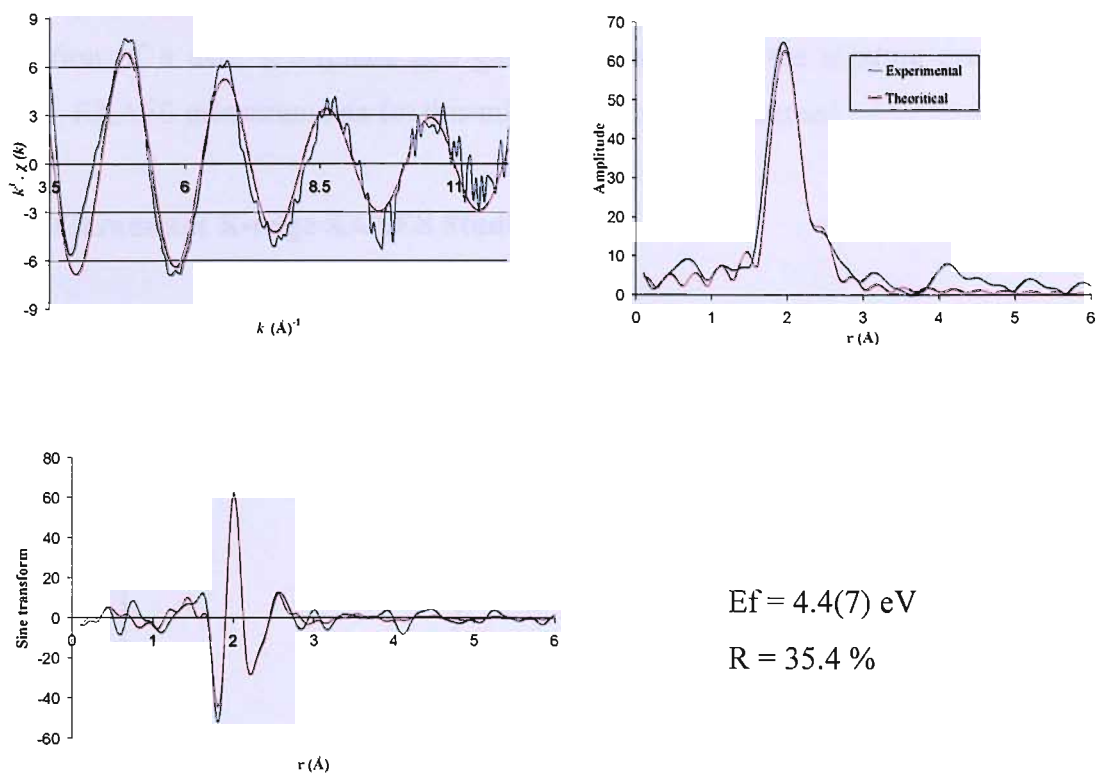 9
6
3
0
-3
-6
-9
3.5
6
8.5
11
k³ . χ (k)
k (Å)⁻¹
70
60
50
40
30
20
10
0
Amplitude
Experimental
Theoritical
0 1 2 3 4 5 6
r (Å)
80
60
40
20
0
-20
-40
-60
Sine transform
0 1 2 3 4 5 6
r (Å)
Ef = 4.4(7) eV
R = 35.4 %